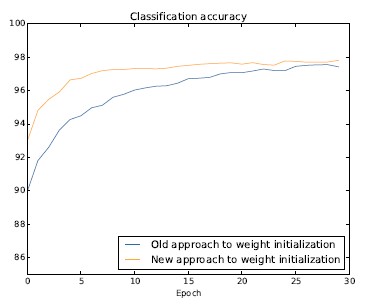 Classification accuracy
100
98
96
94
92
90
88
86
0 5 10 15 20 25 30
Epoch
Old approach to weight initialization
New approach to weight initialization